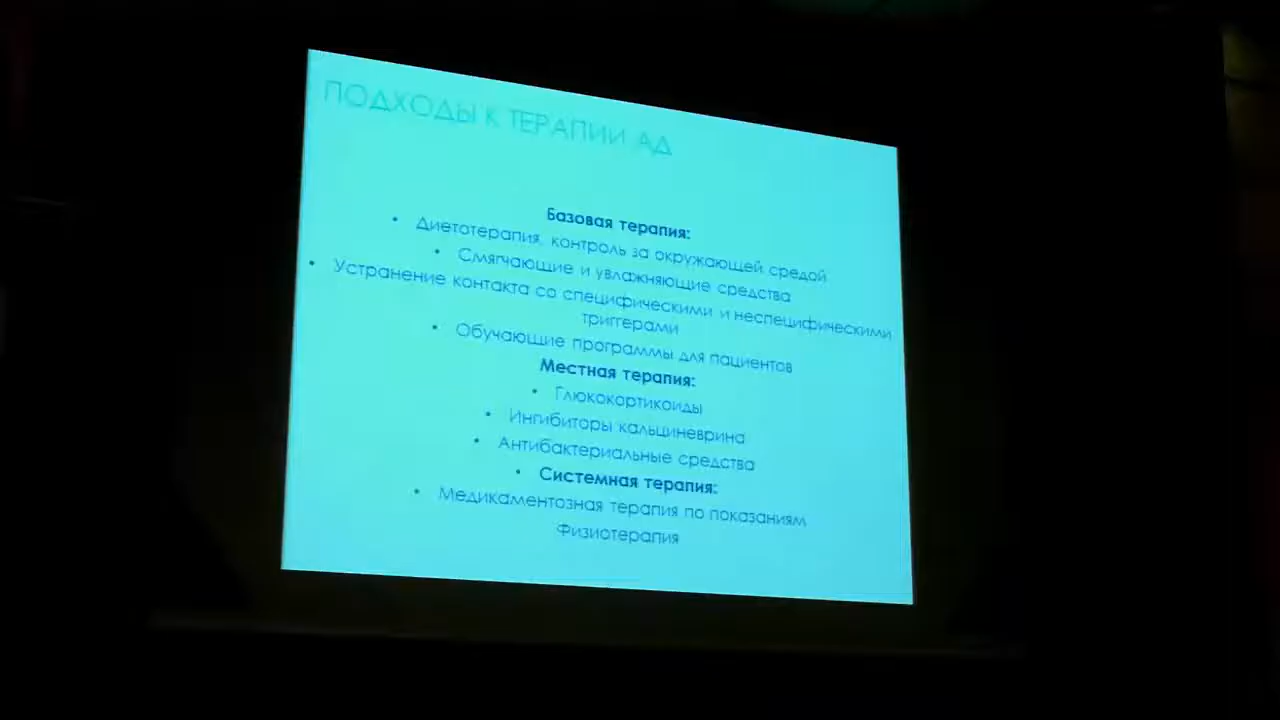 ПОДХОДЫ К ТЕРАПИИ АД
Базовая терапия:
• Диетотерапия, контроль за окружающей средой
• Смягчающие и увлажняющие средства
• Устранение контакта со специфическими и неспецифическими
триггерами
• Обучающие программы для пациентов
Местная терапия:
• Глюкокортикоиды
• Ингибиторы кальциневрина
• Антибактериальные средства
• Системная терапия:
• Медикаментозная терапия по показаниям
Физиотерапия